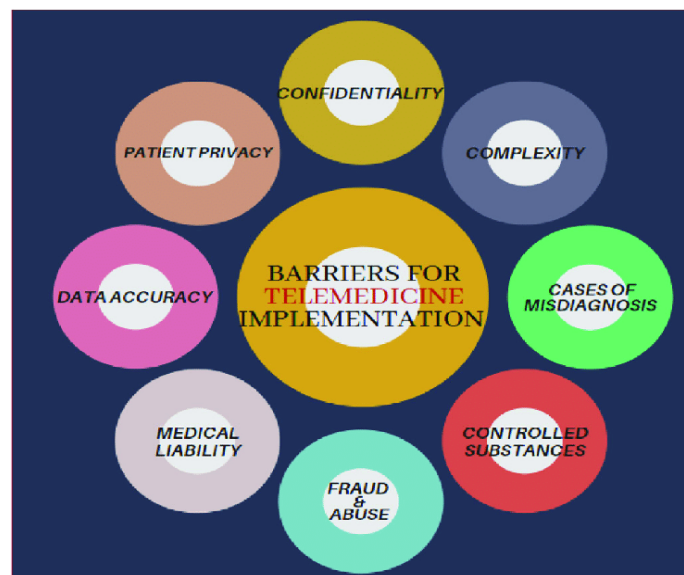 CONFIDENTIALITY
PATIENT PRIVACY
COMPLEXITY
DATA ACCURACY
BARRIERS FOR
TELEMEDICINE
IMPLEMENTATION
CASES OF
MISDIAGNOSIS
MEDICAL
LIABILITY
CONTROLLED
SUBSTANCES
FRAUD
&
ABUSE